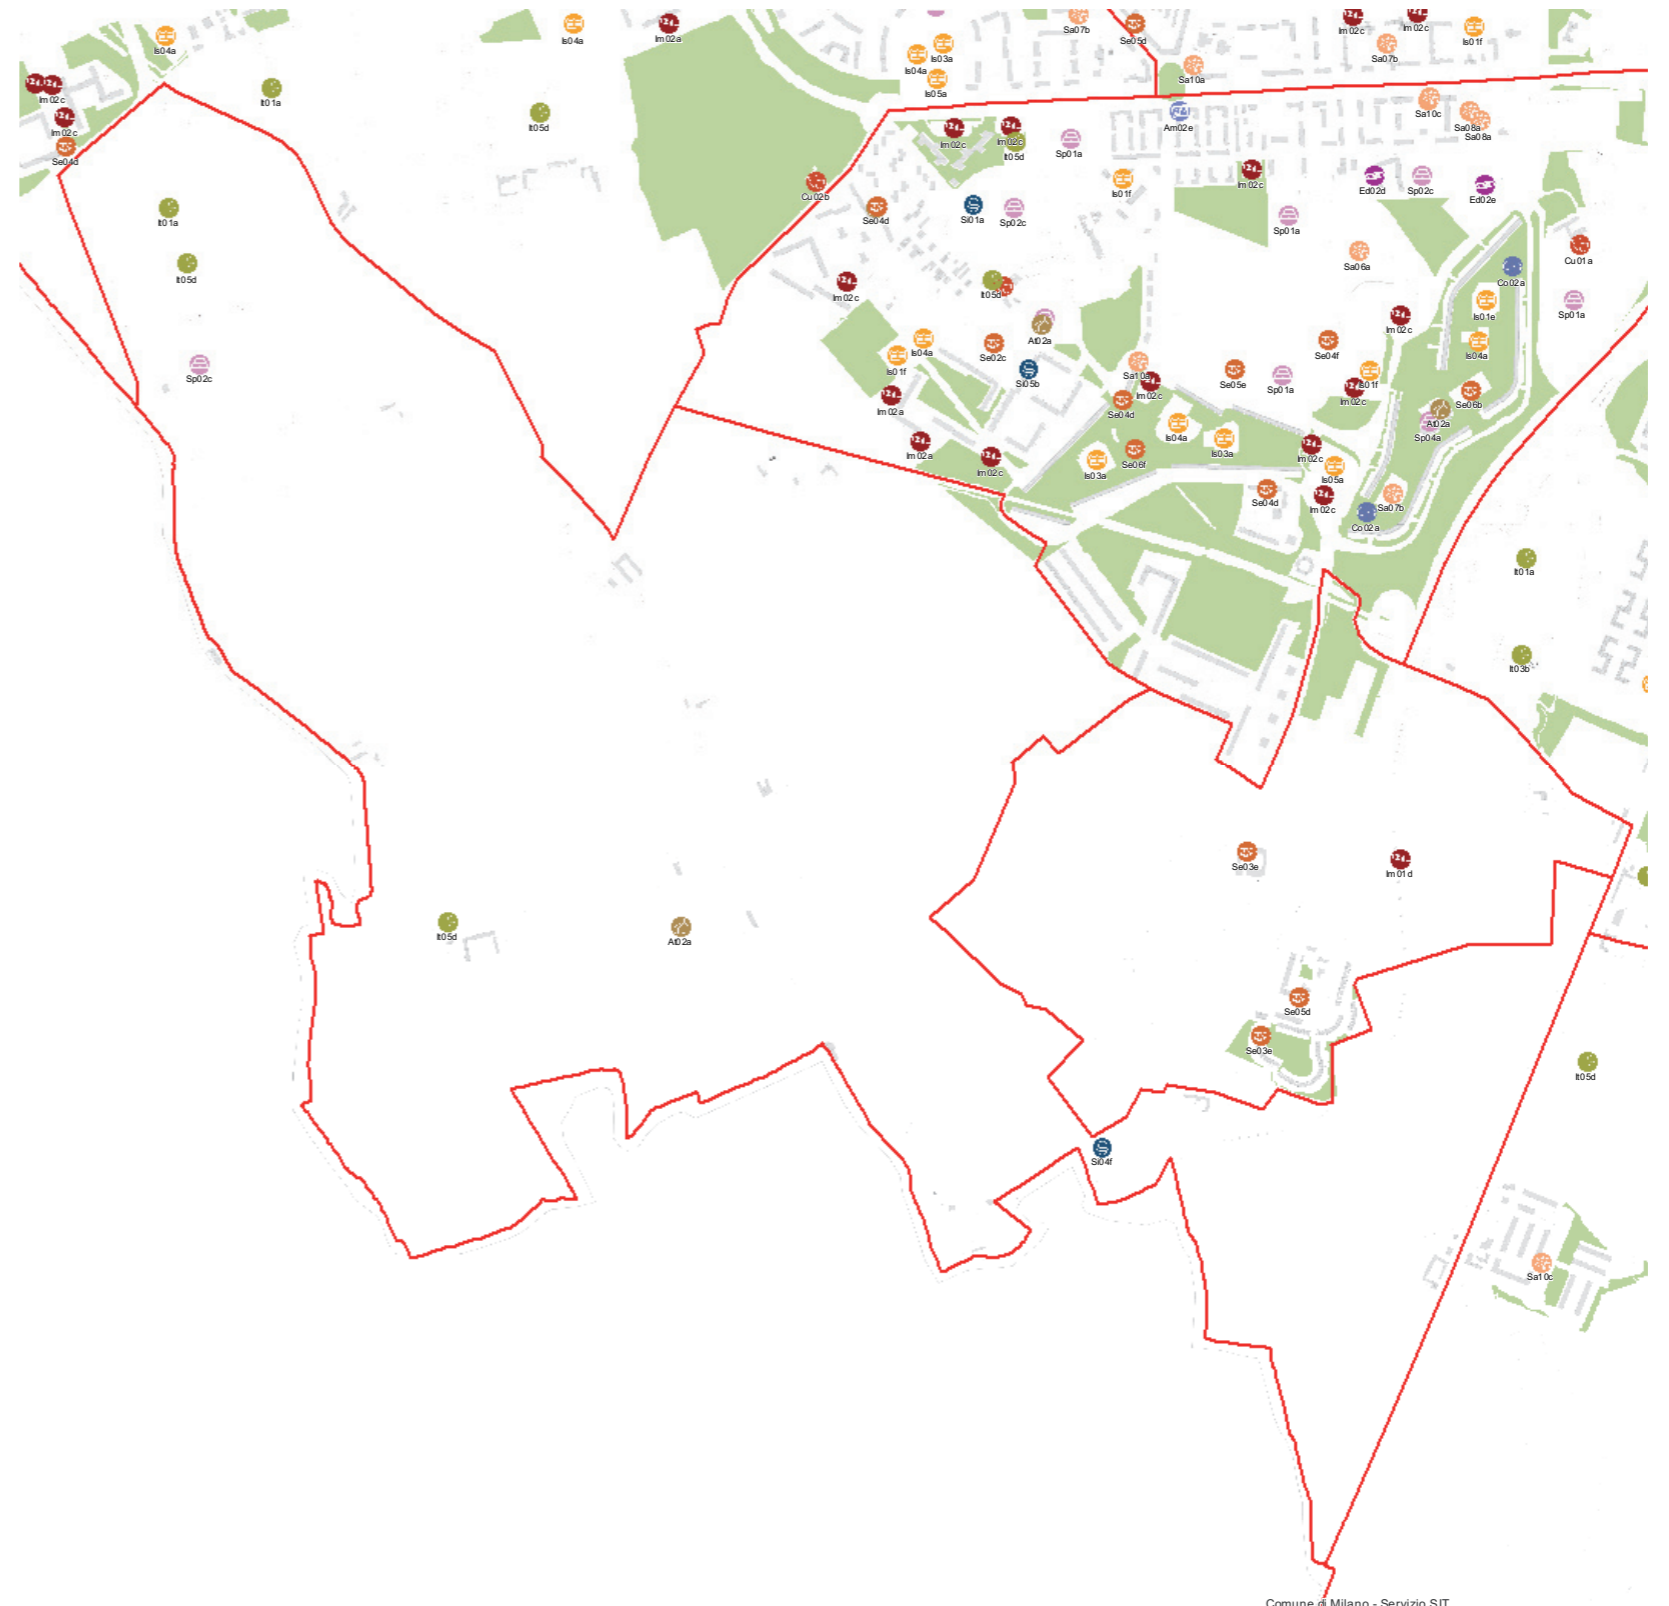 Is04a
Is04a
Im02a
Sa07b
Se05d
Im02c
Im02c
Is01f
Is04a
Is03a
Sa07b
Sa10a
Is05a
Im02c
It01a
It05d
Im02c
Se04d
Im02c
Im02c
It05d
Sp01a
Am02e
Sa10c
Sa08a
Sa08a
Cu02b
Se04d
Si01a
Sp02c
Is01f
Im02c
Sp01a
Ed02d
Sp02c
Ed02e
It01a
It05d
Sa06a
Cu01a
Co02a
Im02c
It05d
Is01e
Sp01a
Im02c
At02a
Is04a
Se02c
Se04f
Is04a
Sp02c
Is01f
Si05b
Sa10a
Im02c
Se05e
Sp01a
Is01f
Im02c
Im02a
Se04d
Se06b
At02a
Sp04a
Im02a
Im02c
Is04a
Is03a
Im02c
Se06f
Is03a
Is05a
Se04d
Im02c
Sa07b
Co02a
It01a
It03b
Se03e
Im01d
It05d
At02a
Se05d
Se03e
It05d
Si04f
Sa10c
Comune di Milano - Servizio SIT